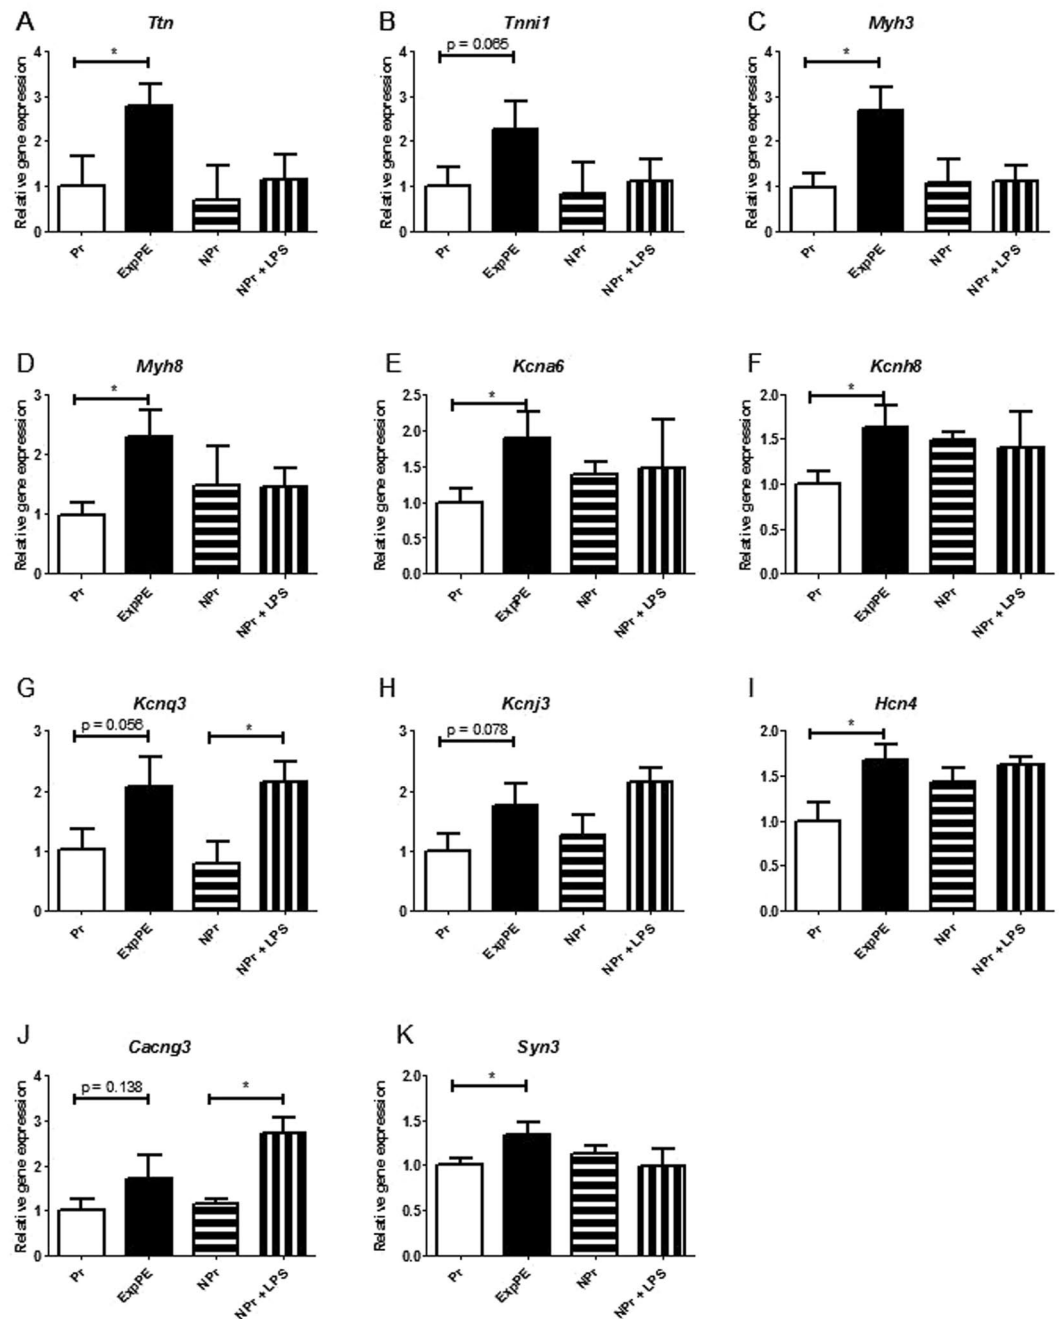 A Ttn
Relative gene expression
4
3
2
1
0
*
Pr ExpPE NPr NPr + LPS
B Tnni1
Relative gene expression
4
3
2
1
0
p = 0.065
Pr ExpPE NPr NPr + LPS
C Myh3
Relative gene expression
4
3
2
1
0
*
Pr ExpPE NPr NPr + LPS
D Myh8
Relative gene expression
3
2
1
0
*
Pr ExpPE NPr NPr + LPS
E Kcna6
Relative gene expression
2.5
2.0
1.5
1.0
0.5
0.0
*
Pr ExpPE NPr NPr + LPS
F Kcnh8
Relative gene expression
2.0
1.5
1.0
0.5
0.0
*
Pr ExpPE NPr NPr + LPS
G Kcnq3
Relative gene expression
3
2
1
0
p = 0.056
*
Pr ExpPE NPr NPr + LPS
H Kcnj3
Relative gene expression
3
2
1
0
p = 0.078
Pr ExpPE NPr NPr + LPS
I Hcn4
Relative gene expression
2.0
1.5
1.0
0.5
0.0
*
Pr ExpPE NPr NPr + LPS
J Cacng3
Relative gene expression
4
3
2
1
0
p = 0.138
*
Pr ExpPE NPr NPr + LPS
K Syn3
Relative gene expression
2.0
1.5
1.0
0.5
0.0
*
Pr ExpPE NPr NPr + LPS